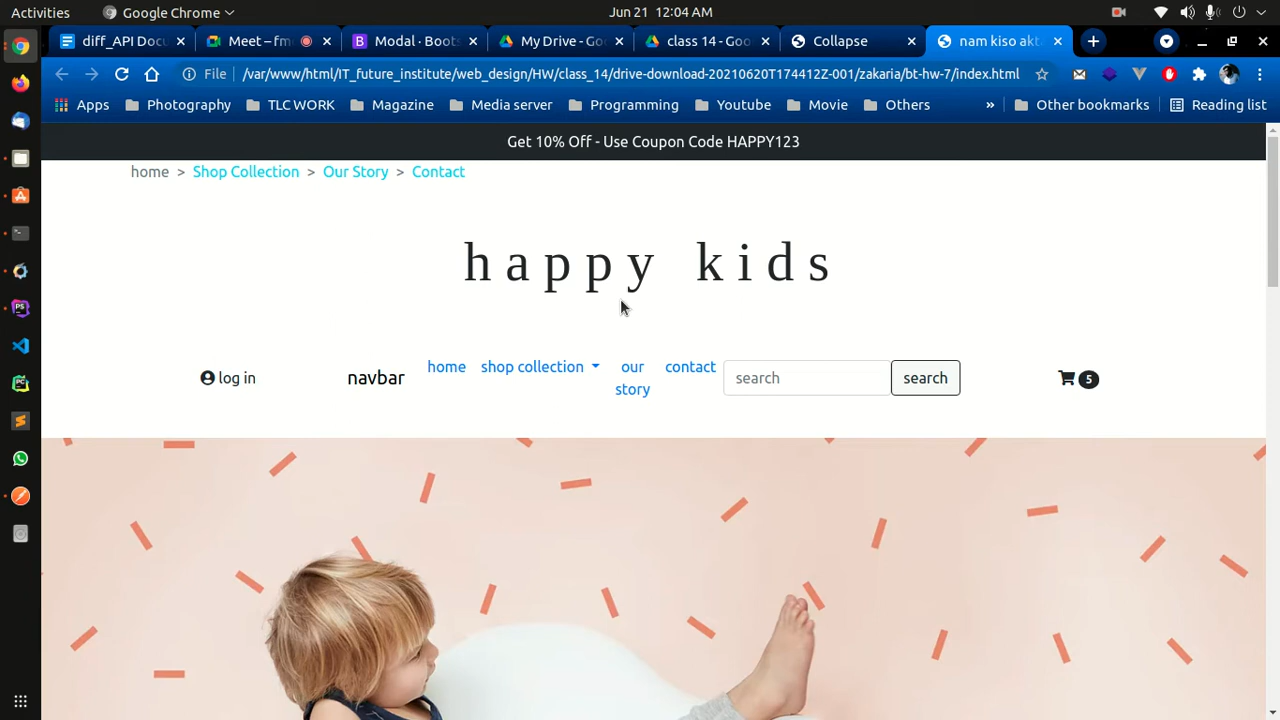 Activities
Google Chrome
Jun 21 12:04 AM
diff_API Docu
Meet – fm
Modal · Boots
My Drive - Go
class 14 - Goo
Collapse
nam kiso akt
File
/var/www/html/IT_future_institute/web_design/HW/class_14/drive-download-20210620T174412Z-001/zakaria/bt-hw-7/index.html
Apps
Photography
TLC WORK
Magazine
Media server
Programming
Youtube
Movie
Others
»
Other bookmarks
Reading list
Get 10% Off - Use Coupon Code HAPPY123
home > Shop Collection > Our Story > Contact
happy kids
log in
navbar
home
shop collection
our
story
contact
search
search
5